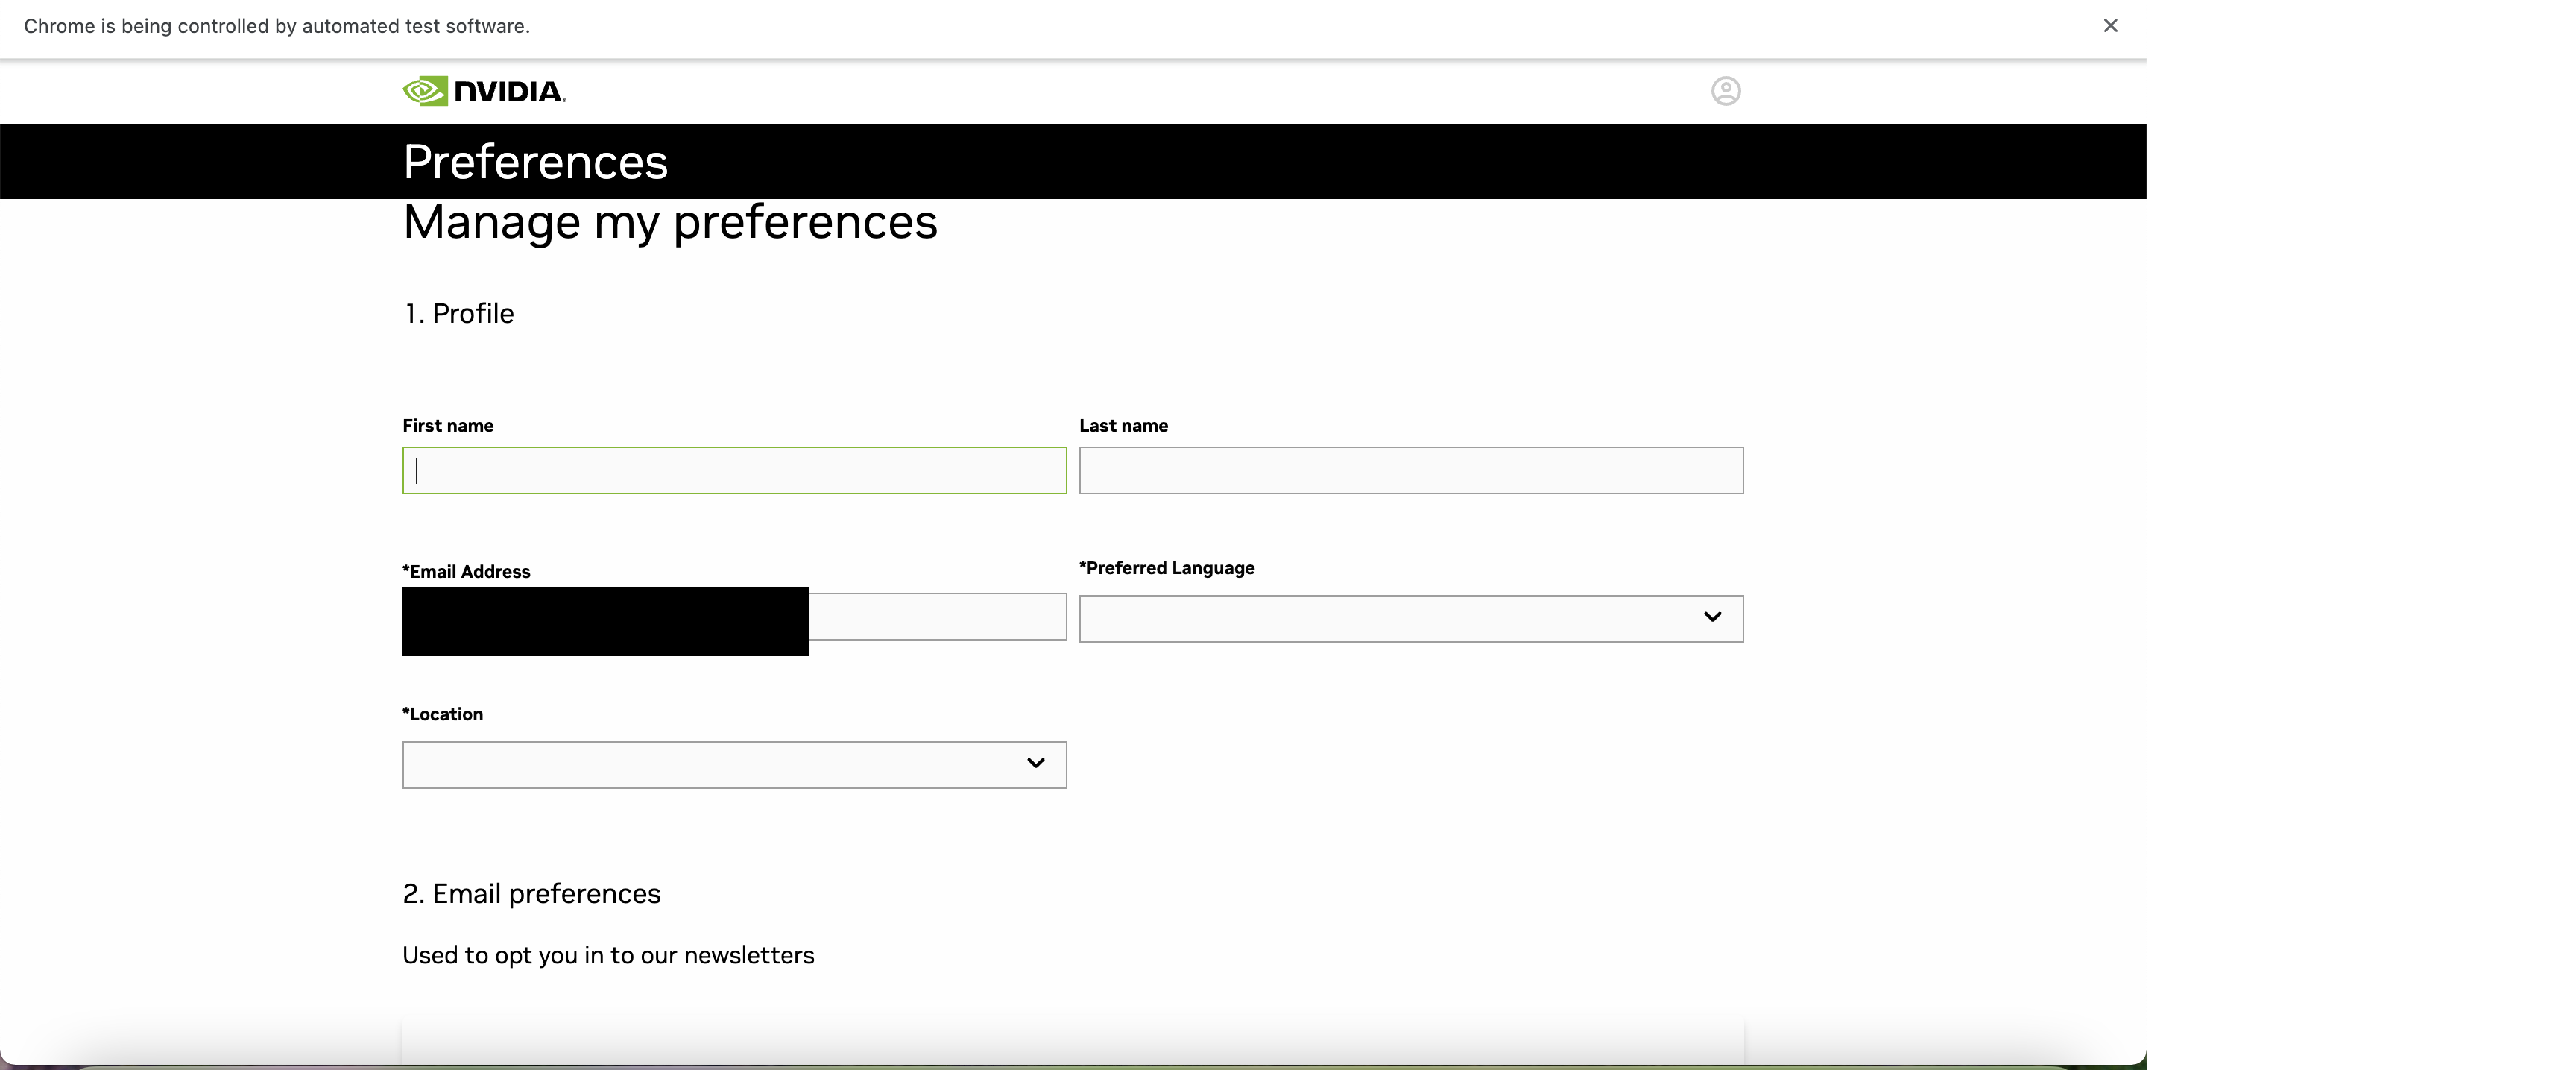 Chrome is being controlled by automated test software.
NVIDIA.
Preferences
Manage my preferences
1. Profile
First name
Last name
*Email Address
*Preferred Language
*Location
2. Email preferences
Used to opt you in to our newsletters